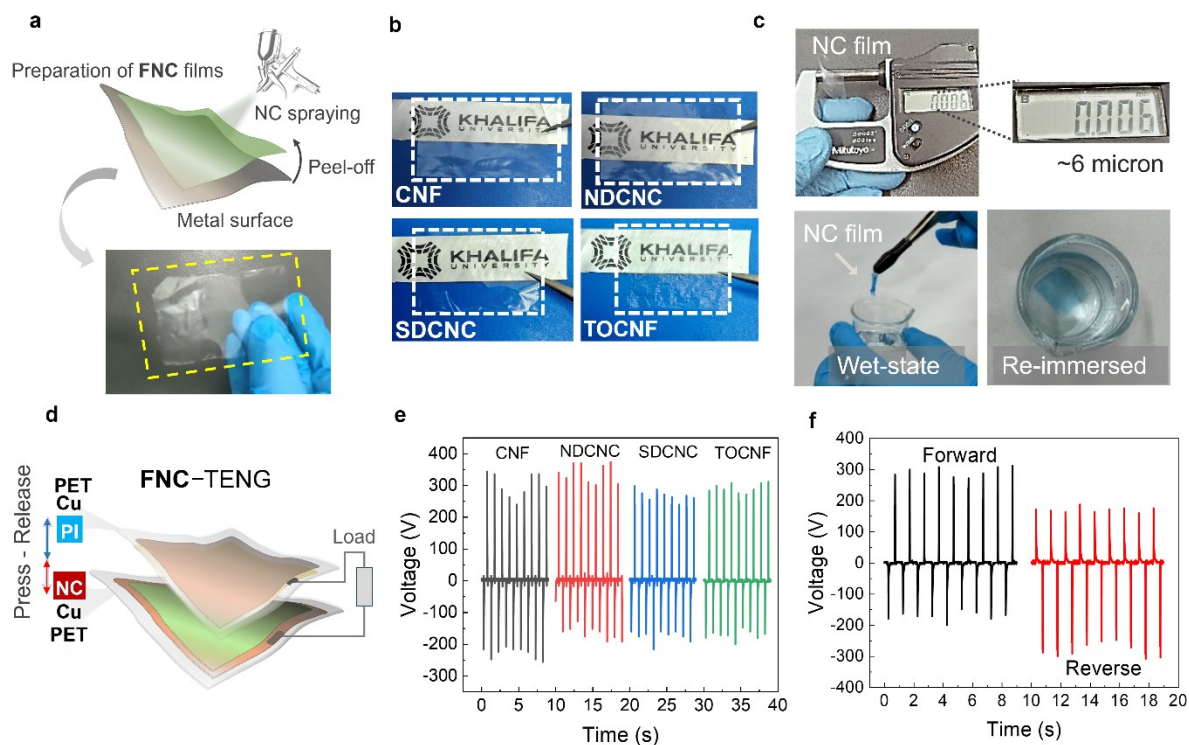 a
Preparation of FNC films
NC spraying
Peel-off
Metal surface
b
KHALIFA
UNIVERSITY
CNF
KHALIFA
UNIVERSITY
NDCNC
KHALIFA
UNIVERSITY
SDCNC
KHALIFA
UNIVERSITY
TOCNF
c
NC film
0.006
Mitutoyo
0.006
~6 micron
NC film
Wet-state
Re-immersed
d
FNC–TENG
Press - Release
PET
Cu
PI
NC
Cu
PET
Load
e
CNF NDCNC SDCNC TOCNF
400
300
200
100
0
-100
-200
-300
Voltage (V)
0 5 10 15 20 25 30 35 40
Time (s)
f
Forward
Reverse
400
300
200
100
0
-100
-200
-300
-400
Voltage (V)
0 2 4 6 8 10 12 14 16 18 20
Time (s)